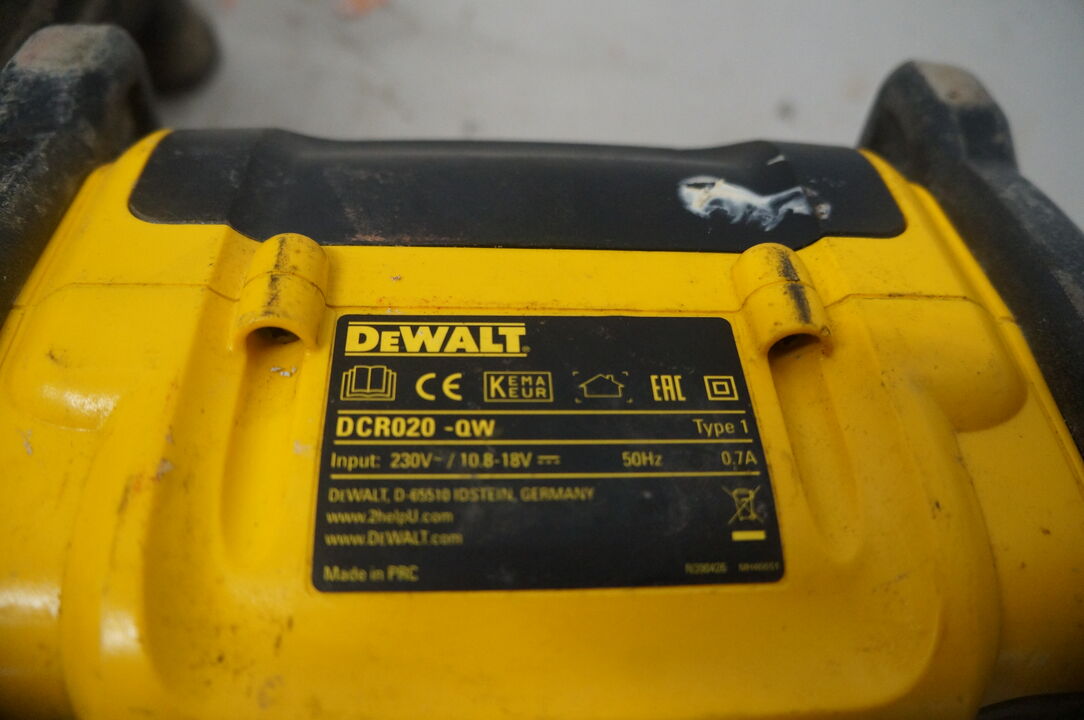 DEWALT®
CE KEMA KEUR EAC
DCR020 -QW Type 1
Input: 230V~ / 10.8-18V ⎓ 50Hz 0.7A
DEWALT, D-65510 IDSTEIN, GERMANY
www.2helpU.com
www.DEWALT.com
Made in PRC